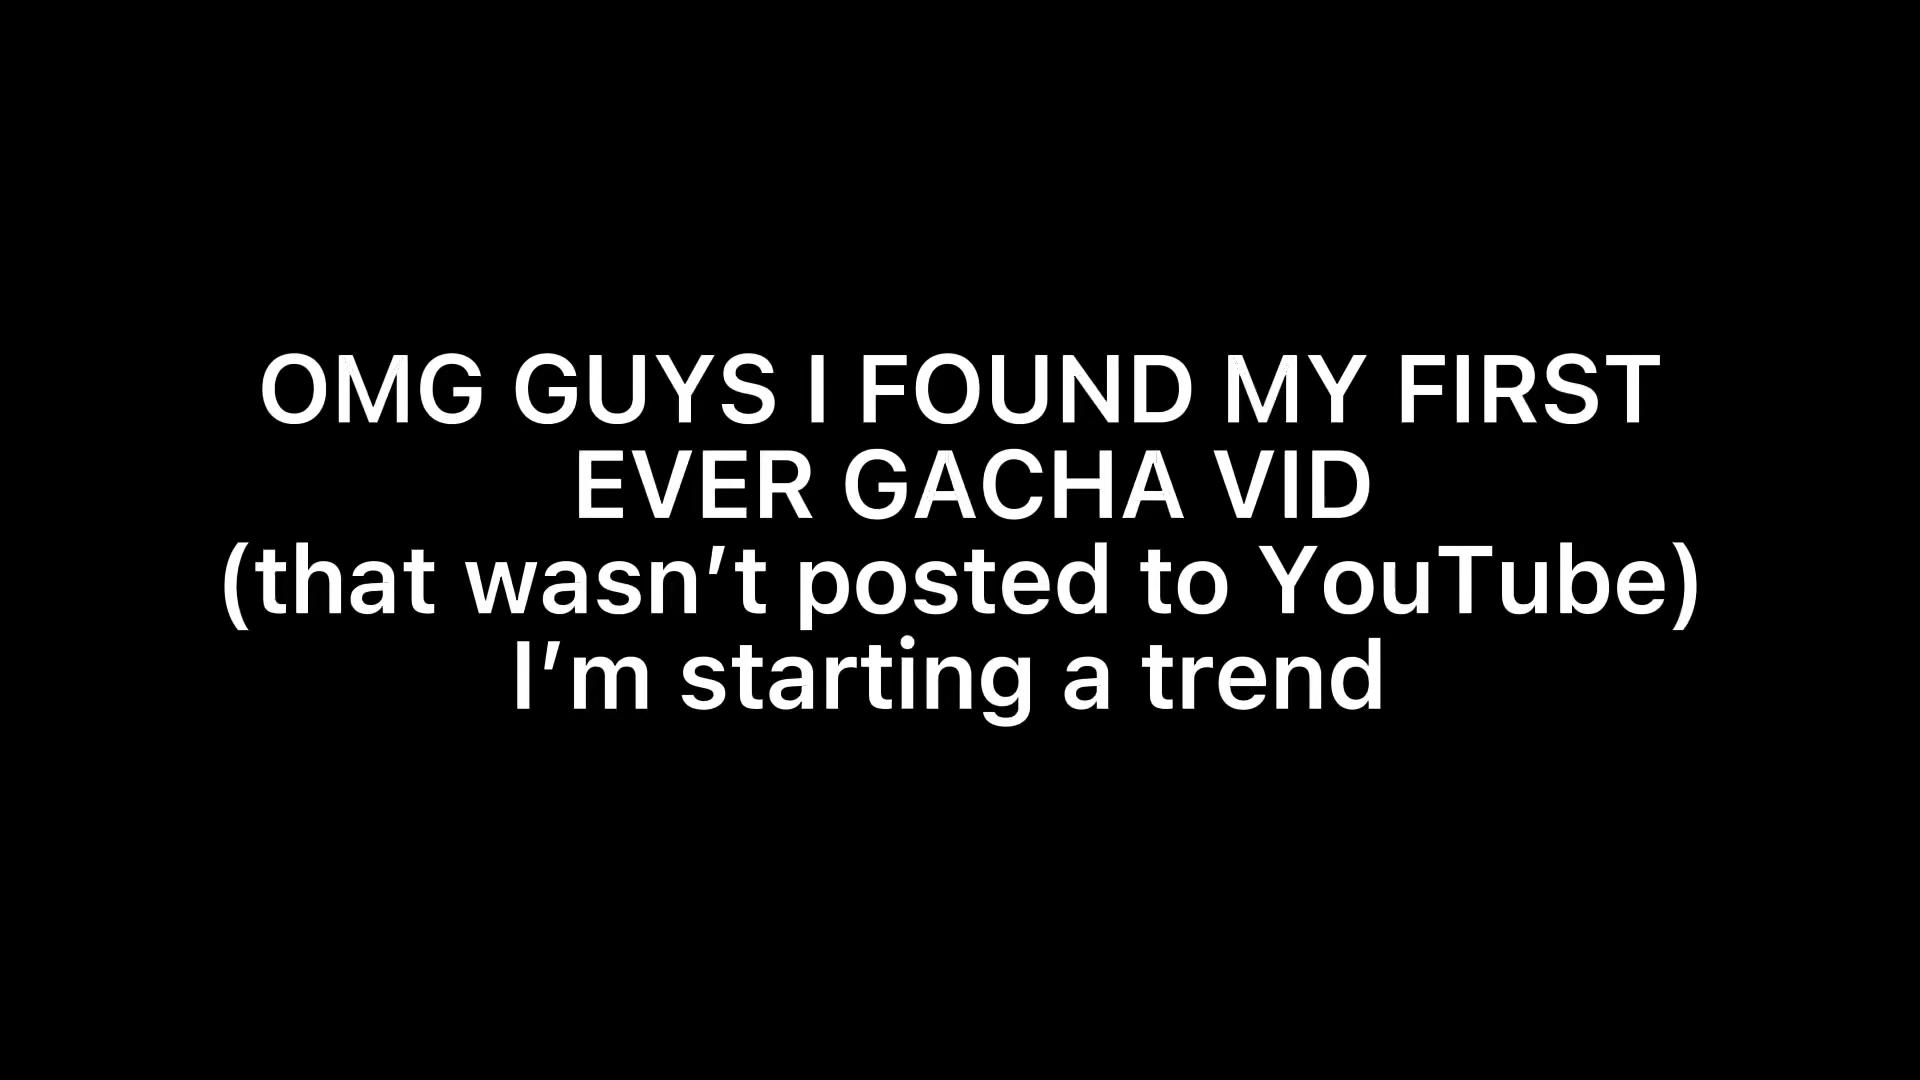 OMG GUYS I FOUND MY FIRST
EVER GACHA VID
(that wasn’t posted to YouTube)
I’m starting a trend